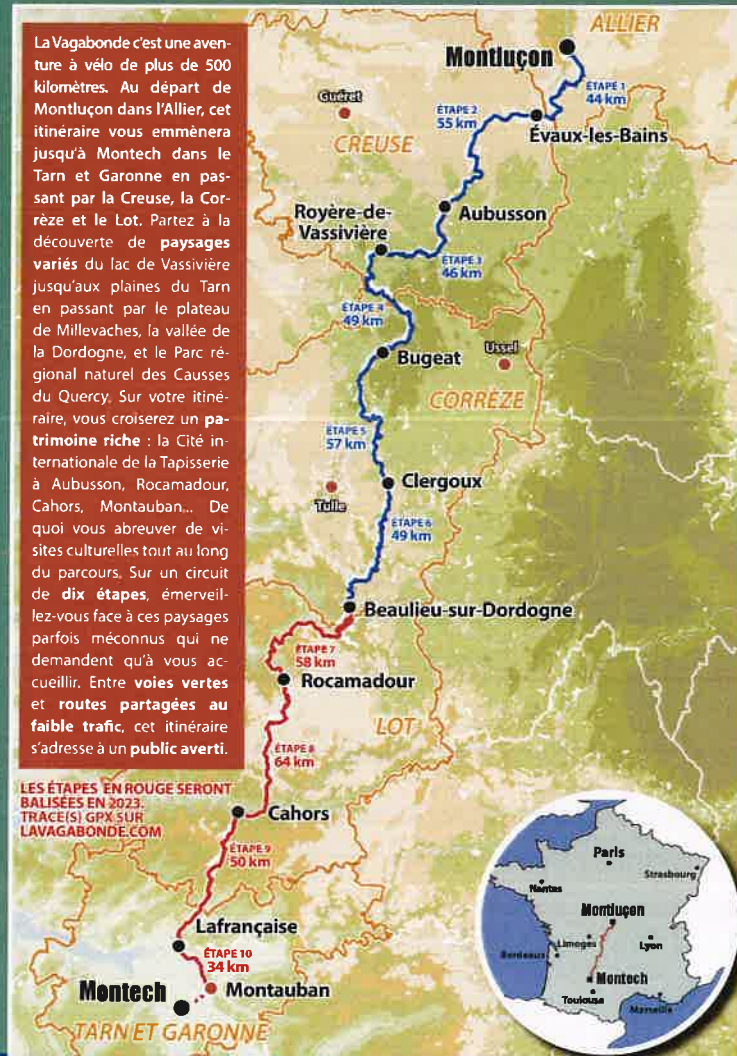 La Vagabonde c'est une aven-
ture à vélo de plus de 500
kilomètres. Au départ de
Montluçon dans l'Allier, cet
itinéraire vous emmènera
jusqu'à Montech dans le
Tarn et Garonne en pas-
sant par la Creuse, la Cor-
rèze et le Lot. Partez à la
découverte de paysages
variés du lac de Vassivière
jusqu'aux plaines du Tarn
en passant par le plateau
de Millevaches, la vallée de
la Dordogne, et le Parc ré-
gional naturel des Causses
du Quercy. Sur votre itiné-
raire, vous croiserez un pa-
trimoine riche : la Cité in-
ternationale de la Tapisserie
à Aubusson, Rocamadour,
Cahors, Montauban... De
quoi vous abreuver de vi-
sites culturelles tout au long
du parcours. Sur un circuit
de dix étapes, émerveil-
lez-vous face à ces paysages
parfois méconnus qui ne
demandent qu'à vous ac-
cueillir. Entre voies vertes
et routes partagées au
faible trafic, cet itinéraire
s'adresse à un public averti.
LES ÉTAPES EN ROUGE SERONT
BALISÉES EN 2023.
TRACE(S) GPX SUR
LAVAGABONDE.COM
ALLIER
Montluçon
ÉTAPE 1
44 km
Guéret
ÉTAPE 2
55 km
Évaux-les-Bains
CREUSE
Aubusson
Royère-de-
Vassivière
ÉTAPE 3
46 km
ÉTAPE 4
49 km
Bugeat
Ussel
CORRÈZE
ÉTAPE 5
57 km
Clergoux
Tulle
ÉTAPE 6
49 km
Beaulieu-sur-Dordogne
ÉTAPE 7
58 km
Rocamadour
LOT
ÉTAPE 8
64 km
Cahors
ÉTAPE 9
50 km
Lafrançaise
ÉTAPE 10
34 km
Montech
Montauban
TARN ET GARONNE
Paris
Strasbourg
Nantes
Montluçon
Limoges
Lyon
Bordeaux
Montech
Toulouse
Marseille